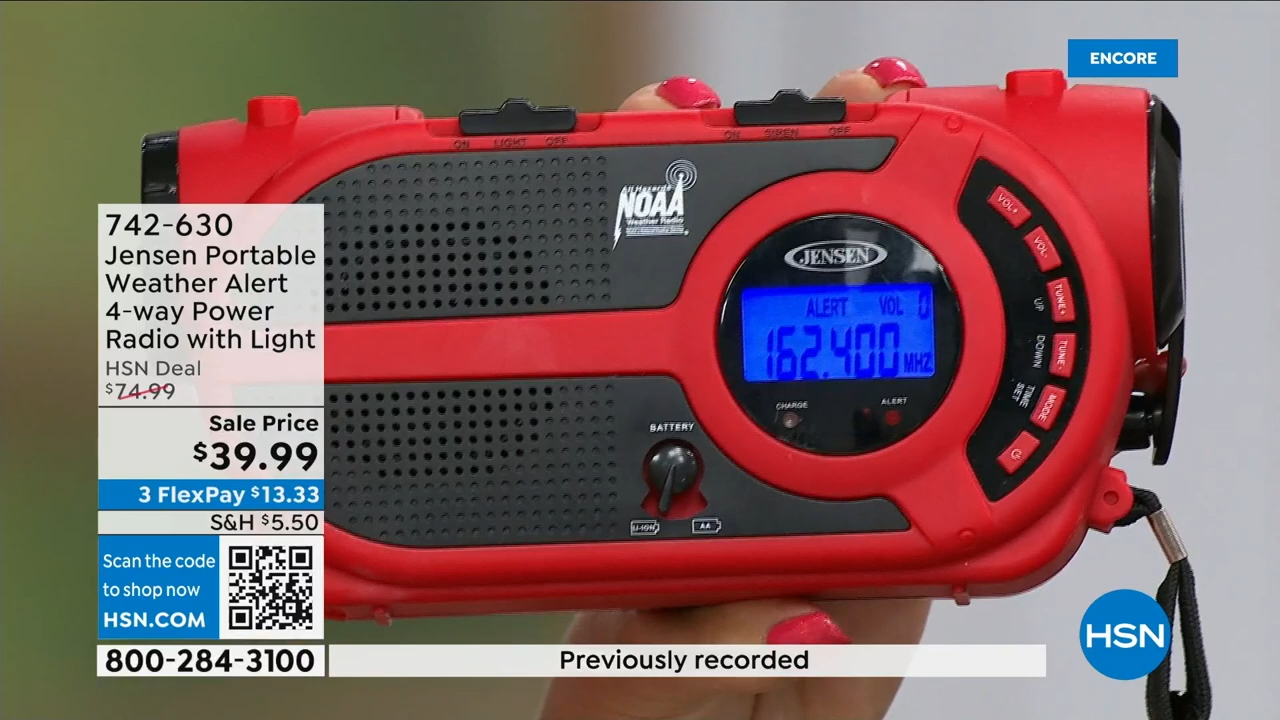 ENCORE
ON LIGHT OFF
ON SIREN OFF
All Hazards
NOAA
Weather Radio
JENSEN
ALERT VOL 0
162.400 MHZ
CHARGE
ALERT
VOL+
VOL-
TUNE+
UP
TUNE-
DOWN
MODE
TIME SET
BATTERY
LI-ION
AA
742-630
Jensen Portable
Weather Alert
4-way Power
Radio with Light
HSN Deal
$74.99
Sale Price
$39.99
3 FlexPay $13.33
S&H $5.50
Scan the code
to shop now
HSN.COM
800-284-3100
Previously recorded
HSN